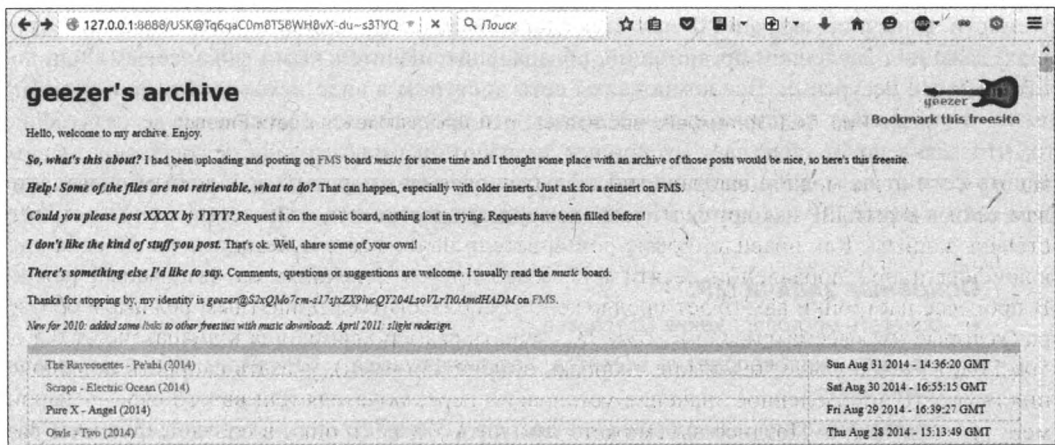 127.0.0.1:8888/USK@Tq6qaC0m8T58WHBvX-du~s3TYQ
Поиск
geezer's archive
geezer
Bookmark this freesite
Hello, welcome to my archive. Enjoy.
So, what's this about? I had been uploading and posting on FMS board music for some time and I thought some place with an archive of those posts would be nice, so here's this freesite.
Help! Some of the files are not retrievable, what to do? That can happen, especially with older inserts. Just ask for a reinsert on FMS.
Could you please post XXXX by YYYY? Request it on the music board, nothing lost in trying. Requests have been filled before!
I don't like the kind of stuff you post. That's ok. Well, share some of your own!
There's something else I'd like to say. Comments, questions or suggestions are welcome. I usually read the music board.
Thanks for stopping by, my identity is on FMS.
New for 2010: added some links to other freesites with music downloads. April 2011: slight redesign.
The Raveonettes - Pe'ahi (2014) Sun Aug 31 2014 - 14:36:20 GMT
Scraps - Electric Ocean (2014) Sat Aug 30 2014 - 16:55:15 GMT
Pure X - Angel (2014) Fri Aug 29 2014 - 16:39:27 GMT
Owls - Two (2014) Thu Aug 28 2014 - 15:13:49 GMT